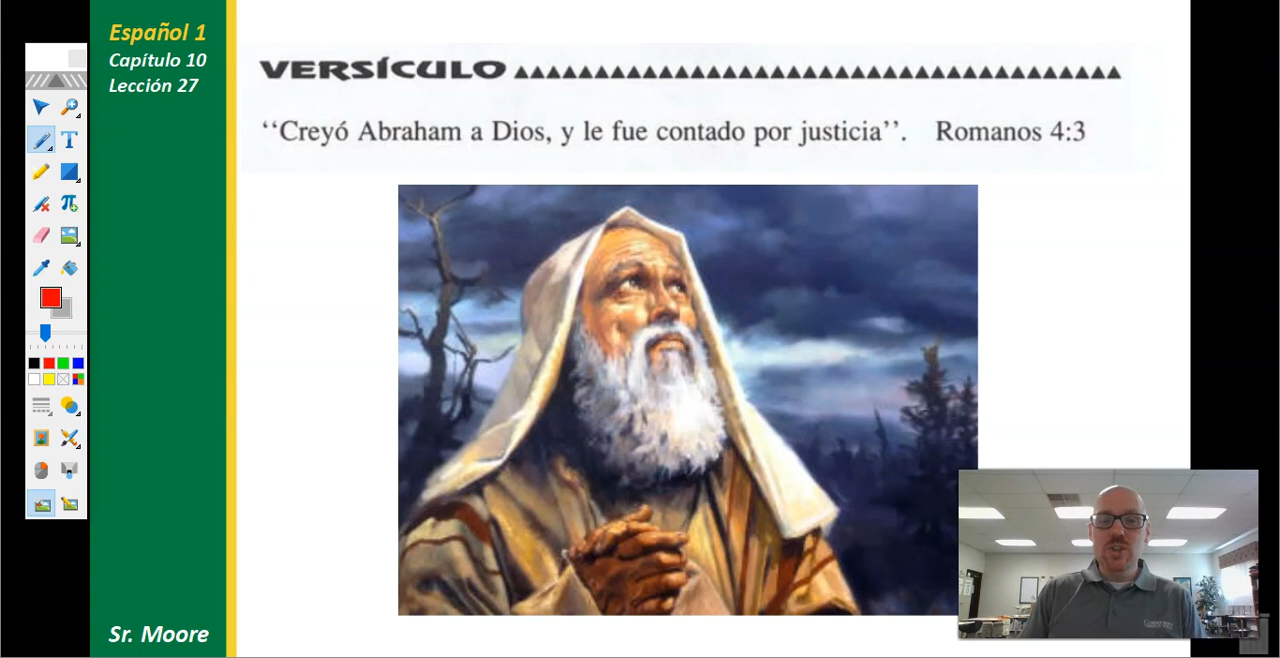 Español 1
Capítulo 10
Lección 27
VERSÍCULO
‘‘Creyó Abraham a Dios, y le fue contado por justicia’’. Romanos 4:3
Sr. Moore